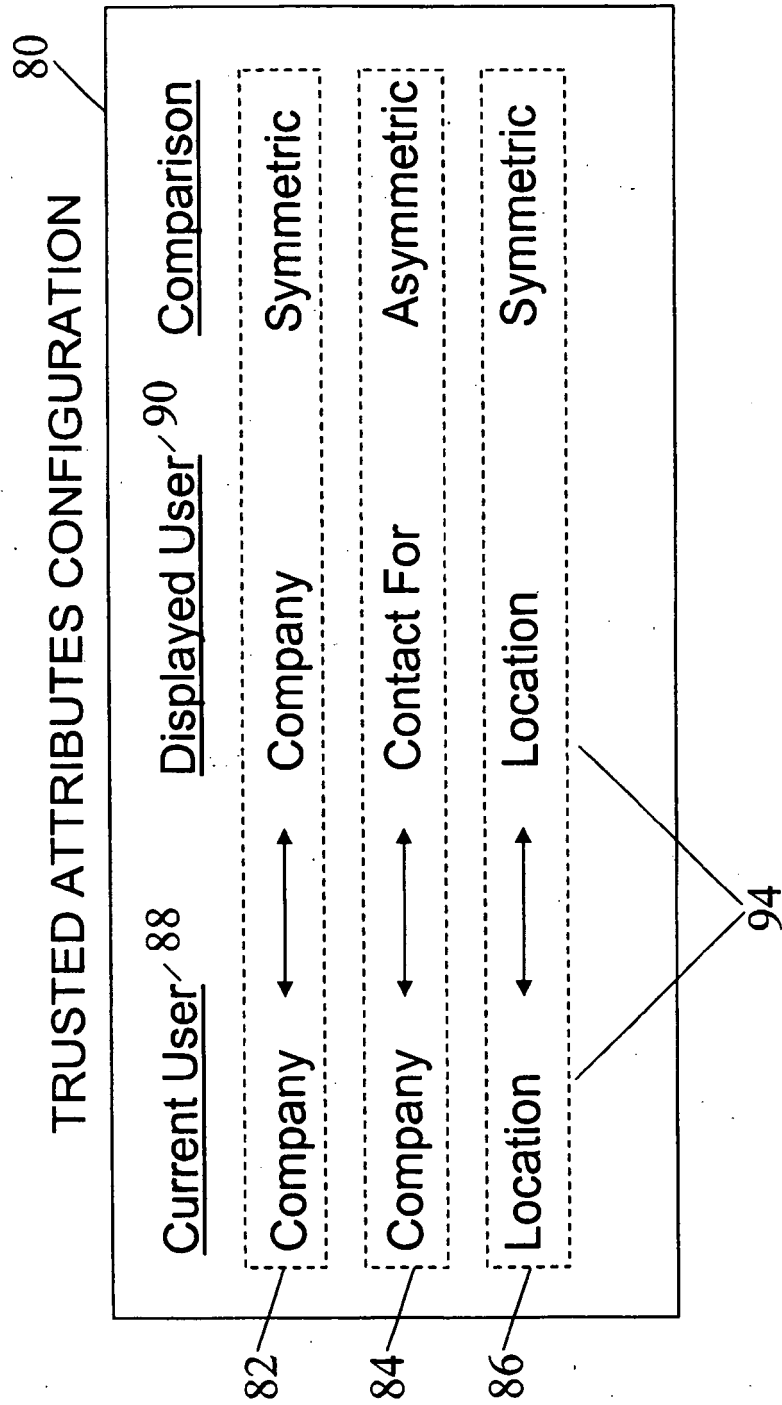 TRUSTED ATTRIBUTES CONFIGURATION
80
Current User 88 Displayed User 90 Comparison
82 Company Company Symmetric
84 Company Contact For Asymmetric
86 Location Location Symmetric
94